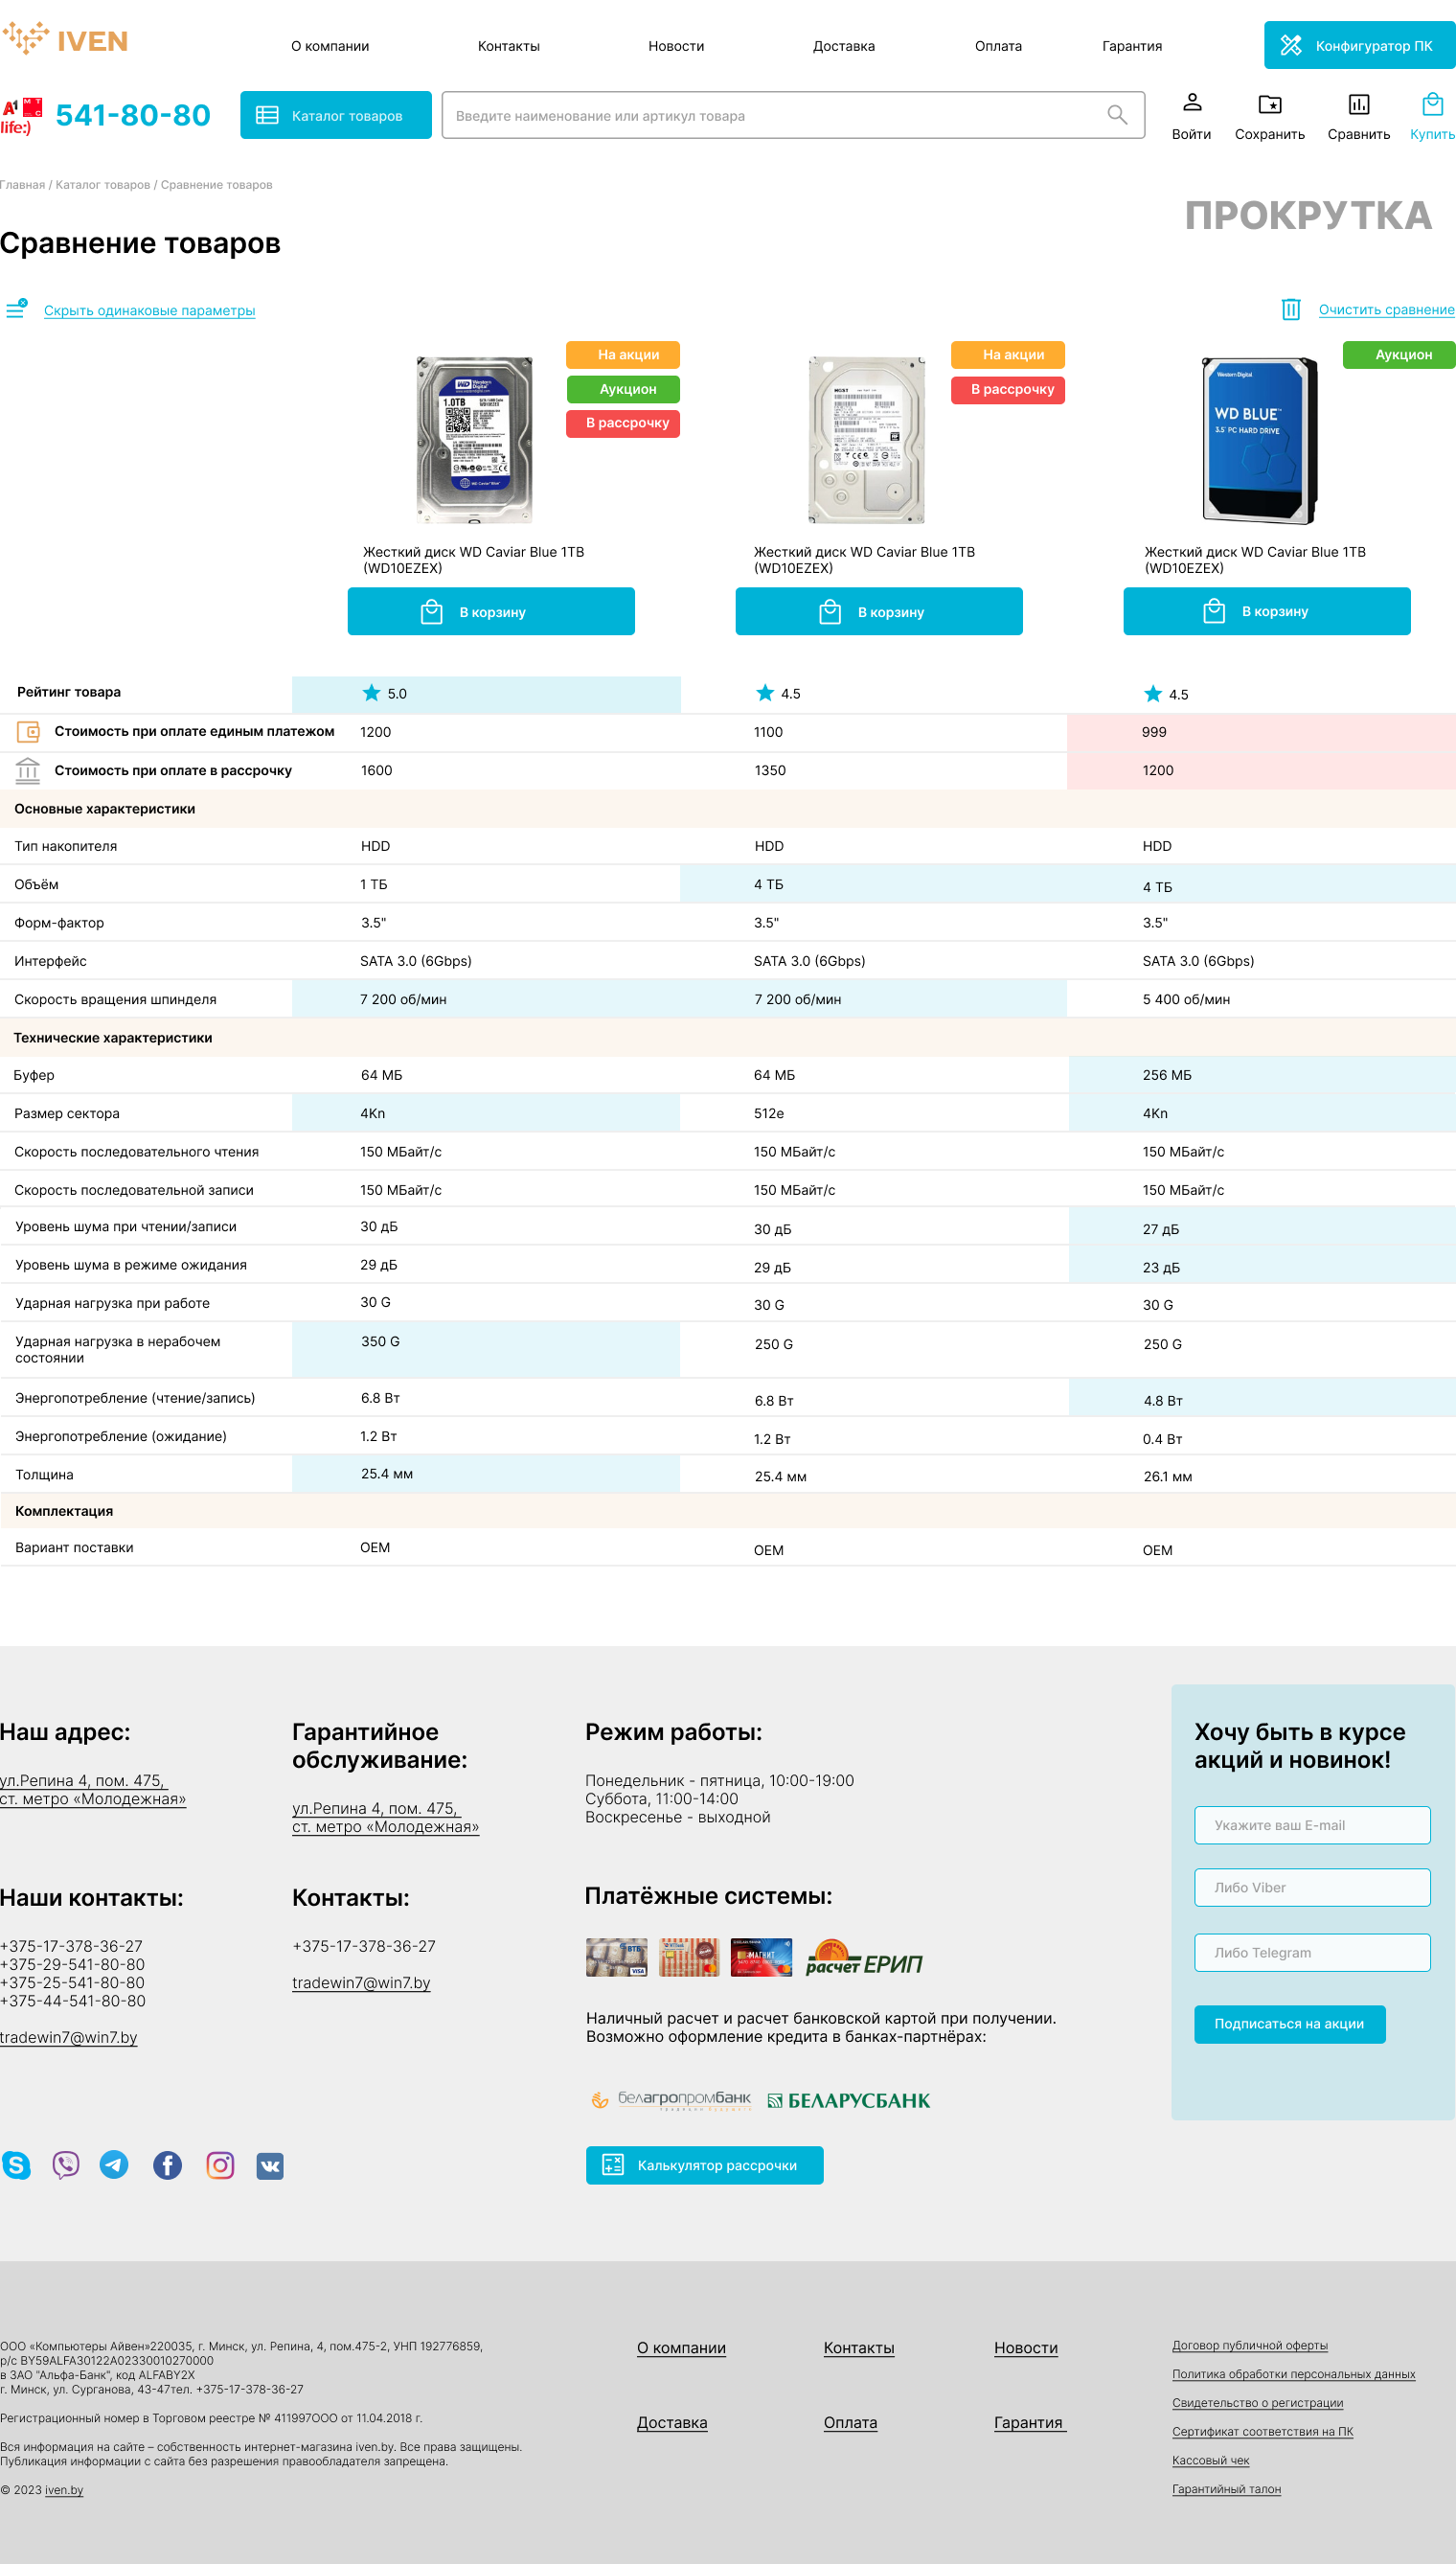 IVEN
О компании
Контакты
Новости
Доставка
Оплата
Гарантия
Конфигуратор ПК
А1 МТС
life:)
541-80-80
Каталог товаров
Введите наименование или артикул товара
Войти
Сохранить
Сравнить
Купить
Главная / Каталог товаров / Сравнение товаров
ПРОКРУТКА
Сравнение товаров
Скрыть одинаковые параметры
Очистить сравнение
На акции
Аукцион
В рассрочку
На акции
В рассрочку
Аукцион
WD Western Digital
1.0TB
WD Caviar Blue
HGST
Western Digital
WD BLUE
3.5" PC HARD DRIVE
Жесткий диск WD Caviar Blue 1TB
(WD10EZEX)
Жесткий диск WD Caviar Blue 1TB
(WD10EZEX)
Жесткий диск WD Caviar Blue 1TB
(WD10EZEX)
В корзину
В корзину
В корзину
Рейтинг товара 5.0 4.5 4.5
Стоимость при оплате единым платежом 1200 1100 999
Стоимость при оплате в рассрочку 1600 1350 1200
Основные характеристики
Тип накопителя HDD HDD HDD
Объём 1 ТБ 4 ТБ 4 ТБ
Форм-фактор 3.5" 3.5" 3.5"
Интерфейс SATA 3.0 (6Gbps) SATA 3.0 (6Gbps) SATA 3.0 (6Gbps)
Скорость вращения шпинделя 7 200 об/мин 7 200 об/мин 5 400 об/мин
Технические характеристики
Буфер 64 МБ 64 МБ 256 МБ
Размер сектора 4Kn 512e 4Kn
Скорость последовательного чтения 150 МБайт/с 150 МБайт/с 150 МБайт/с
Скорость последовательной записи 150 МБайт/с 150 МБайт/с 150 МБайт/с
Уровень шума при чтении/записи 30 дБ 30 дБ 27 дБ
Уровень шума в режиме ожидания 29 дБ 29 дБ 23 дБ
Ударная нагрузка при работе 30 G 30 G 30 G
Ударная нагрузка в нерабочем 350 G 250 G 250 G
состоянии
Энергопотребление (чтение/запись) 6.8 Вт 6.8 Вт 4.8 Вт
Энергопотребление (ожидание) 1.2 Вт 1.2 Вт 0.4 Вт
Толщина 25.4 мм 25.4 мм 26.1 мм
Комплектация
Вариант поставки OEM OEM OEM
Наш адрес:
ул.Репина 4, пом. 475,
ст. метро «Молодежная»
Гарантийное
обслуживание:
ул.Репина 4, пом. 475,
ст. метро «Молодежная»
Режим работы:
Понедельник - пятница, 10:00-19:00
Суббота, 11:00-14:00
Воскресенье - выходной
Хочу быть в курсе
акций и новинок!
Укажите ваш E-mail
Либо Viber
Либо Telegram
Подписаться на акции
Наши контакты:
+375-17-378-36-27
+375-29-541-80-80
+375-25-541-80-80
+375-44-541-80-80
tradewin7@win7.by
Контакты:
+375-17-378-36-27
tradewin7@win7.by
Платёжные системы:
ВТБ
VISA
МАГНИТ
расчет ЕРИП
Наличный расчет и расчет банковской картой при получении.
Возможно оформление кредита в банках-партнёрах:
белагропромбанк
БЕЛАРУСБАНК
Калькулятор рассрочки
ООО «Компьютеры Айвен»220035, г. Минск, ул. Репина, 4, пом.475-2, УНП 192776859,
р/с BY59ALFA30122A02330010270000
в ЗАО "Альфа-Банк", код ALFABY2X
г. Минск, ул. Сурганова, 43-47тел. +375-17-378-36-27
Регистрационный номер в Торговом реестре № 411997ООО от 11.04.2018 г.
Вся информация на сайте – собственность интернет-магазина iven.by. Все права защищены.
Публикация информации с сайта без разрешения правообладателя запрещена.
© 2023 iven.by
О компании
Контакты
Новости
Доставка
Оплата
Гарантия
Договор публичной оферты
Политика обработки персональных данных
Свидетельство о регистрации
Сертификат соответствия на ПК
Кассовый чек
Гарантийный талон